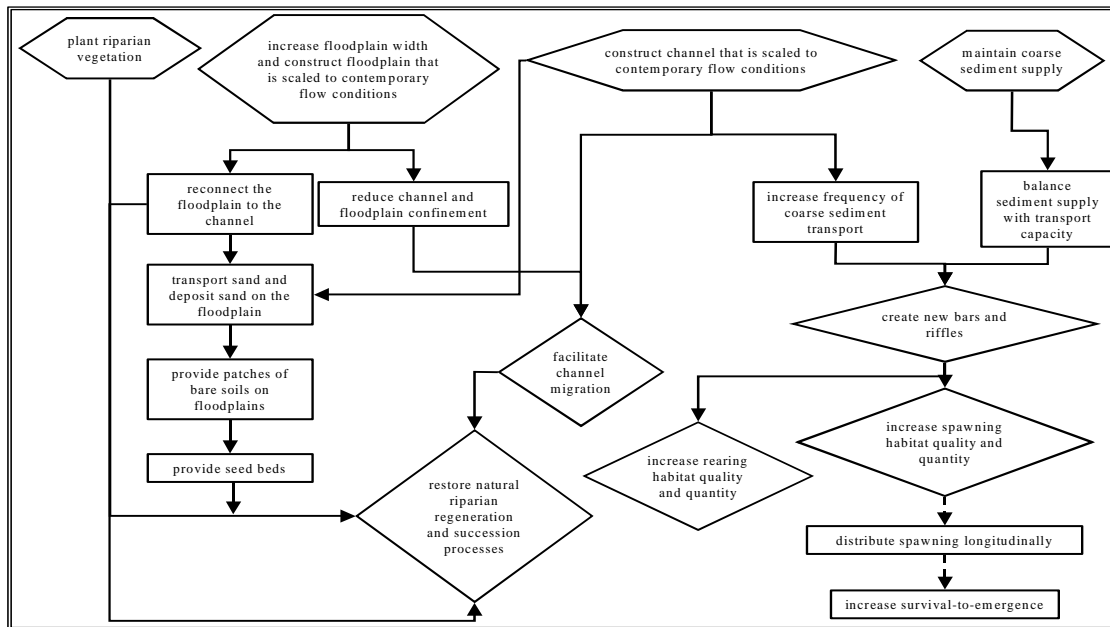 plant riparian
vegetation
increase floodplain width
and construct floodplain that
is scaled to contemporary
flow conditions
construct channel that is scaled to
contemporary flow conditions
maintain coarse
sediment supply
reconnect the
floodplain to the
channel
reduce channel and
floodplain confinement
increase frequency of
coarse sediment
transport
balance
sediment supply
with transport
capacity
transport sand and
deposit sand on the
floodplain
create new bars and
riffles
provide patches of
bare soils on
floodplains
facilitate
channel
migration
increase spawning
habitat quality and
quantity
provide seed beds
increase rearing
habitat quality
and quantity
restore natural
riparian
regeneration
and succession
processes
distribute spawning longitudinally
increase survival-to-emergence